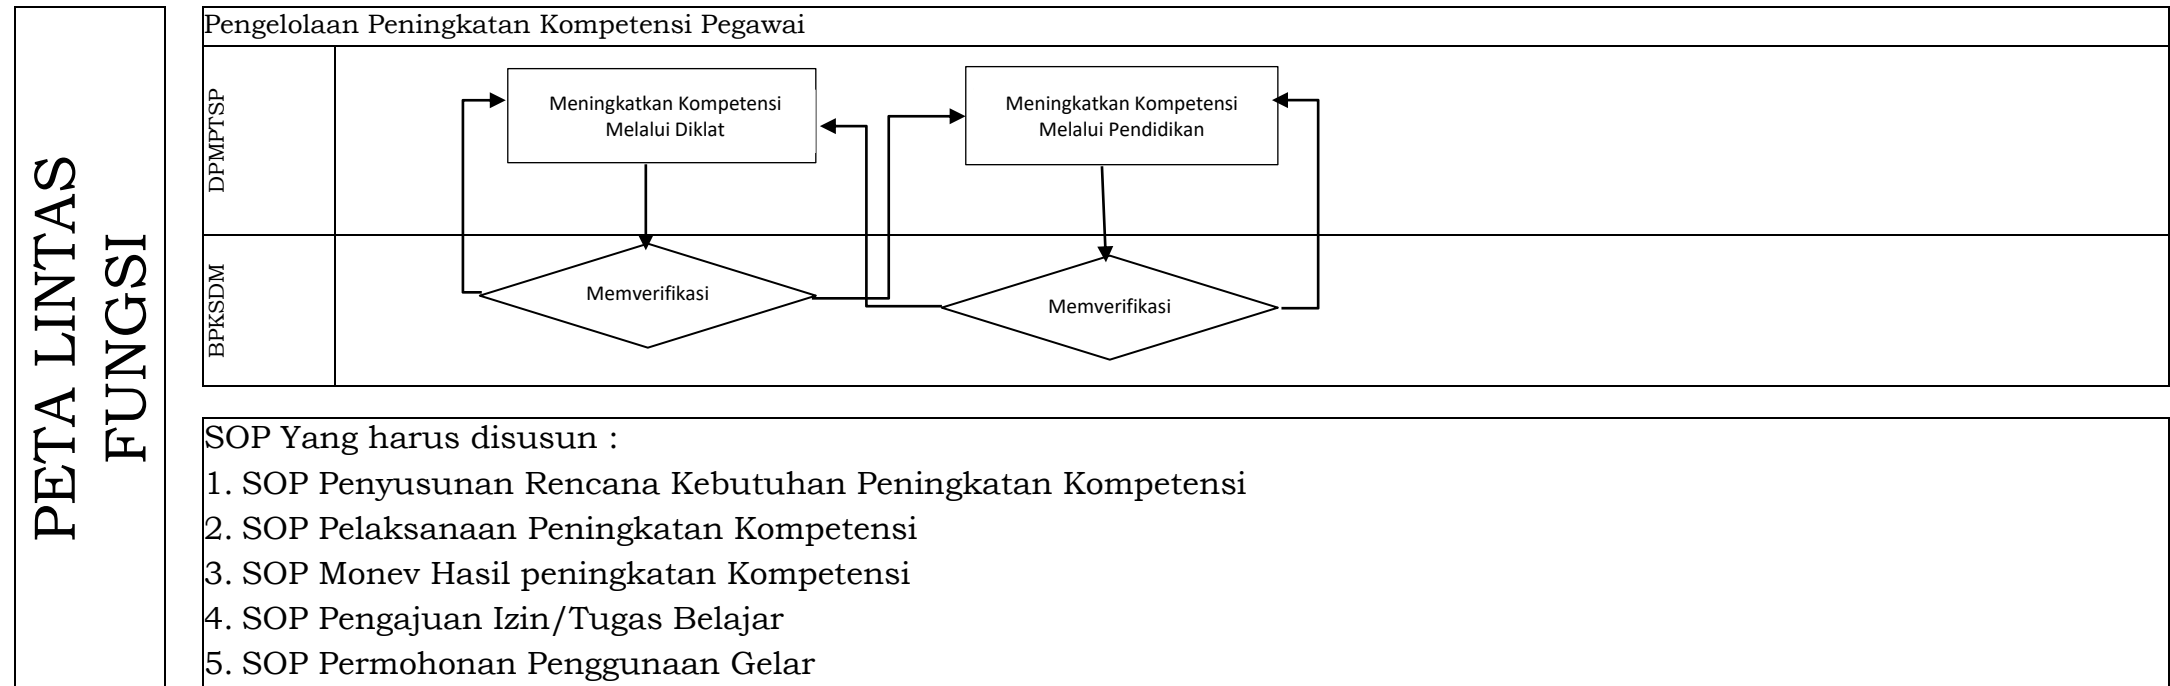 PETA LINTAS
FUNGSI
Pengelolaan Peningkatan Kompetensi Pegawai
DPMPTSP
Meningkatkan Kompetensi
Melalui Diklat
Meningkatkan Kompetensi
Melalui Pendidikan
BPKSDM
Memverifikasi
Memverifikasi
SOP Yang harus disusun :
1. SOP Penyusunan Rencana Kebutuhan Peningkatan Kompetensi
2. SOP Pelaksanaan Peningkatan Kompetensi
3. SOP Monev Hasil peningkatan Kompetensi
4. SOP Pengajuan Izin/Tugas Belajar
5. SOP Permohonan Penggunaan Gelar